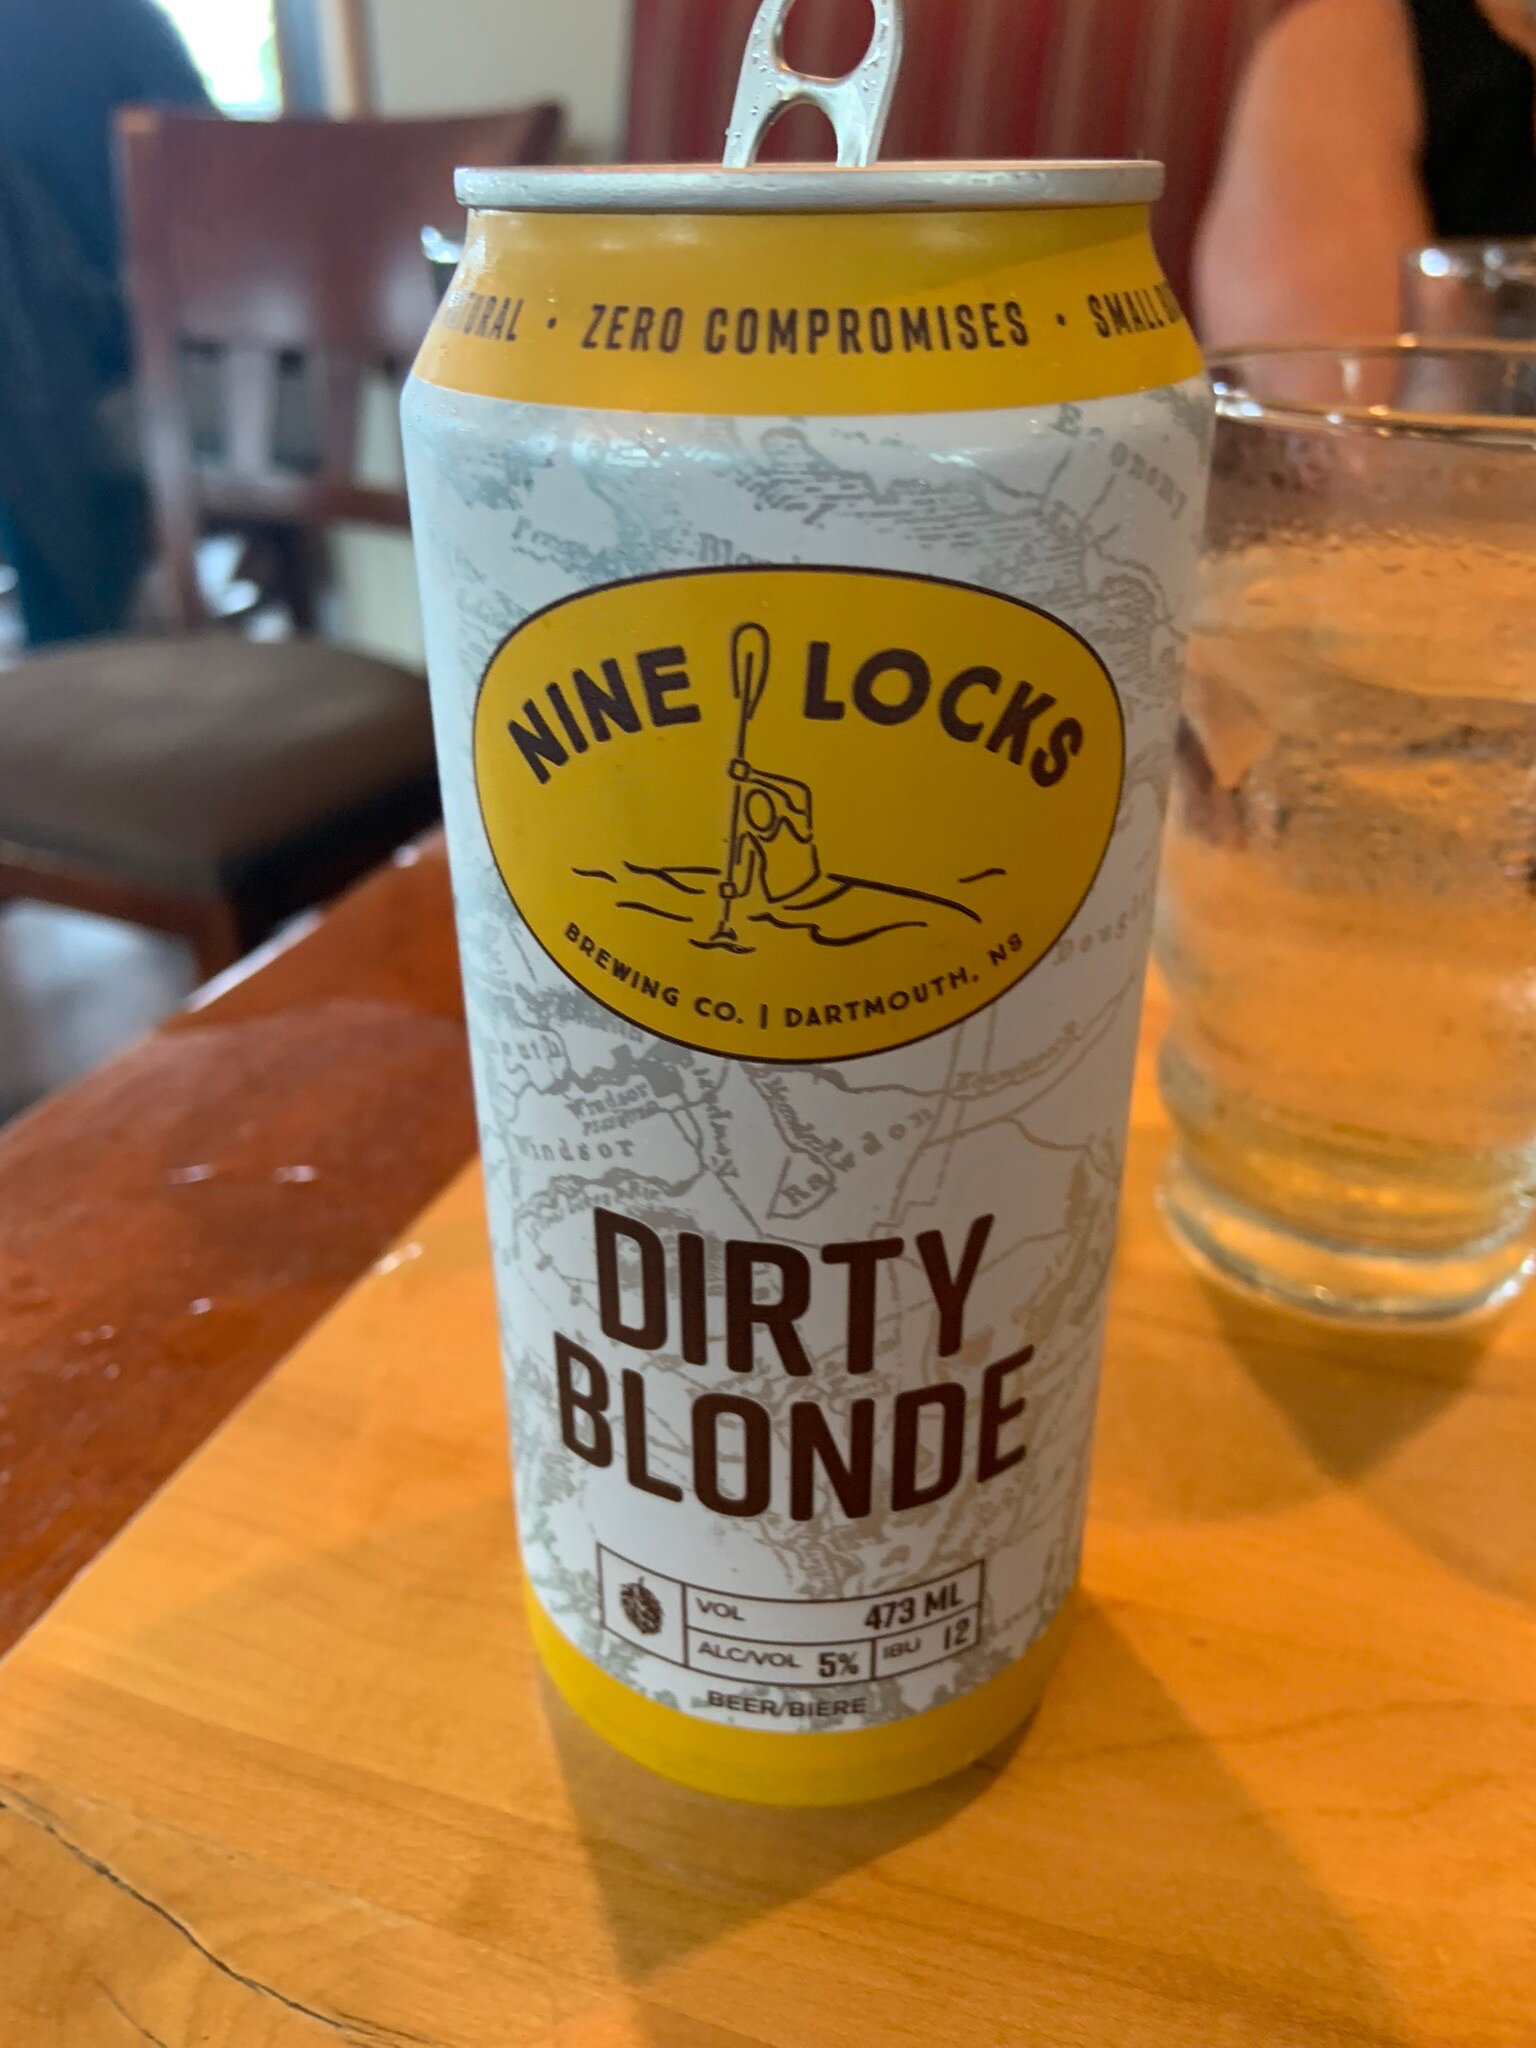 ZERO COMPROMISES · SMALL
NINE LOCKS
BREWING CO. | DARTMOUTH, NS
Windsor
DIRTY
BLONDE
VOL 473 ML
ALC/VOL 5% IBU 12
BEER/BIÈRE